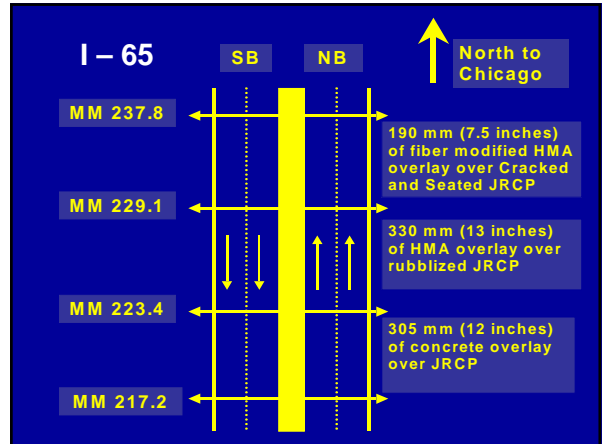 I – 65
SB
NB
North to
Chicago
MM 237.8
190 mm (7.5 inches)
of fiber modified HMA
overlay over Cracked
and Seated JRCP
MM 229.1
330 mm (13 inches)
of HMA overlay over
rubblized JRCP
MM 223.4
305 mm (12 inches)
of concrete overlay
over JRCP
MM 217.2